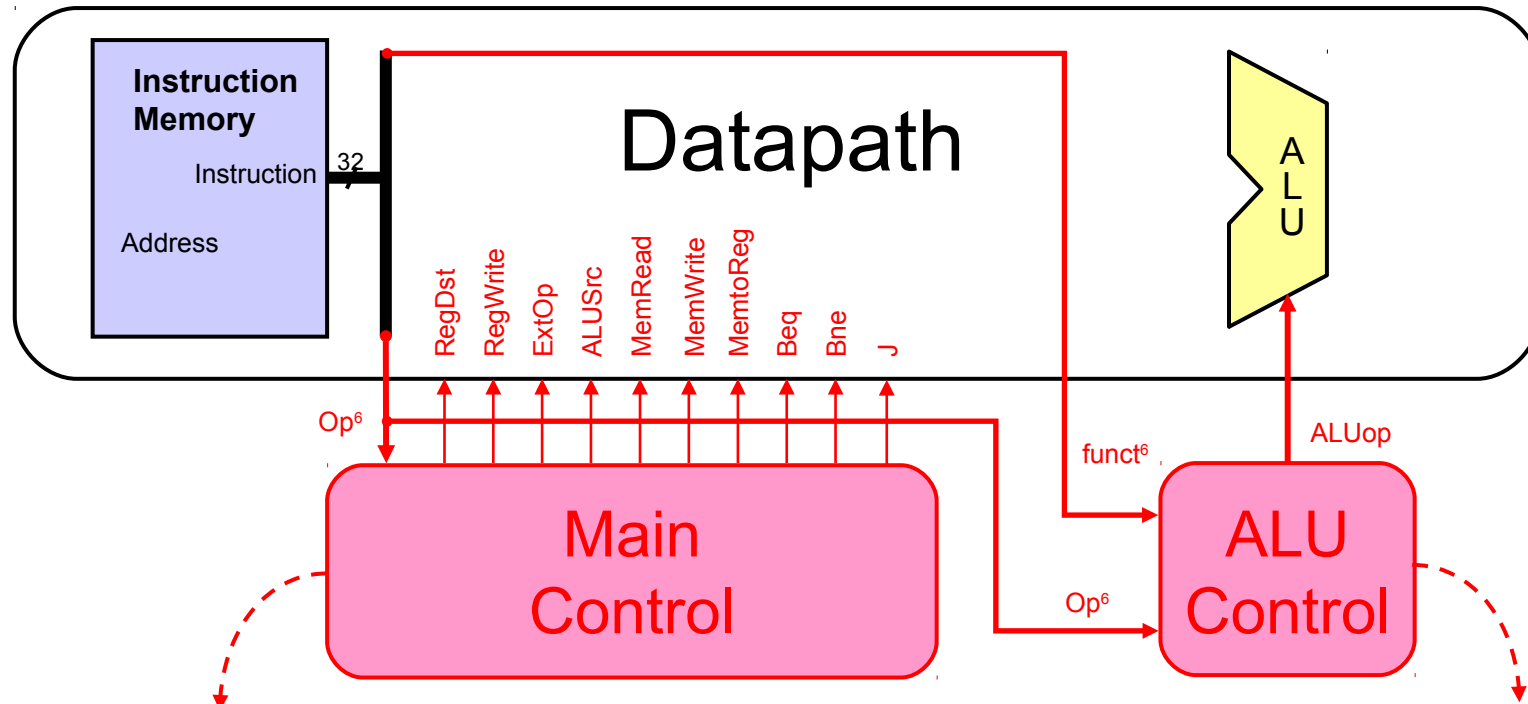 Instruction
Memory
Instruction
Address
32
Datapath
A
L
U
RegDst
RegWrite
ExtOp
ALUSrc
MemRead
MemWrite
MemtoReg
Beq
Bne
J
Op⁶
funct⁶
ALUop
Main
Control
Op⁶
ALU
Control